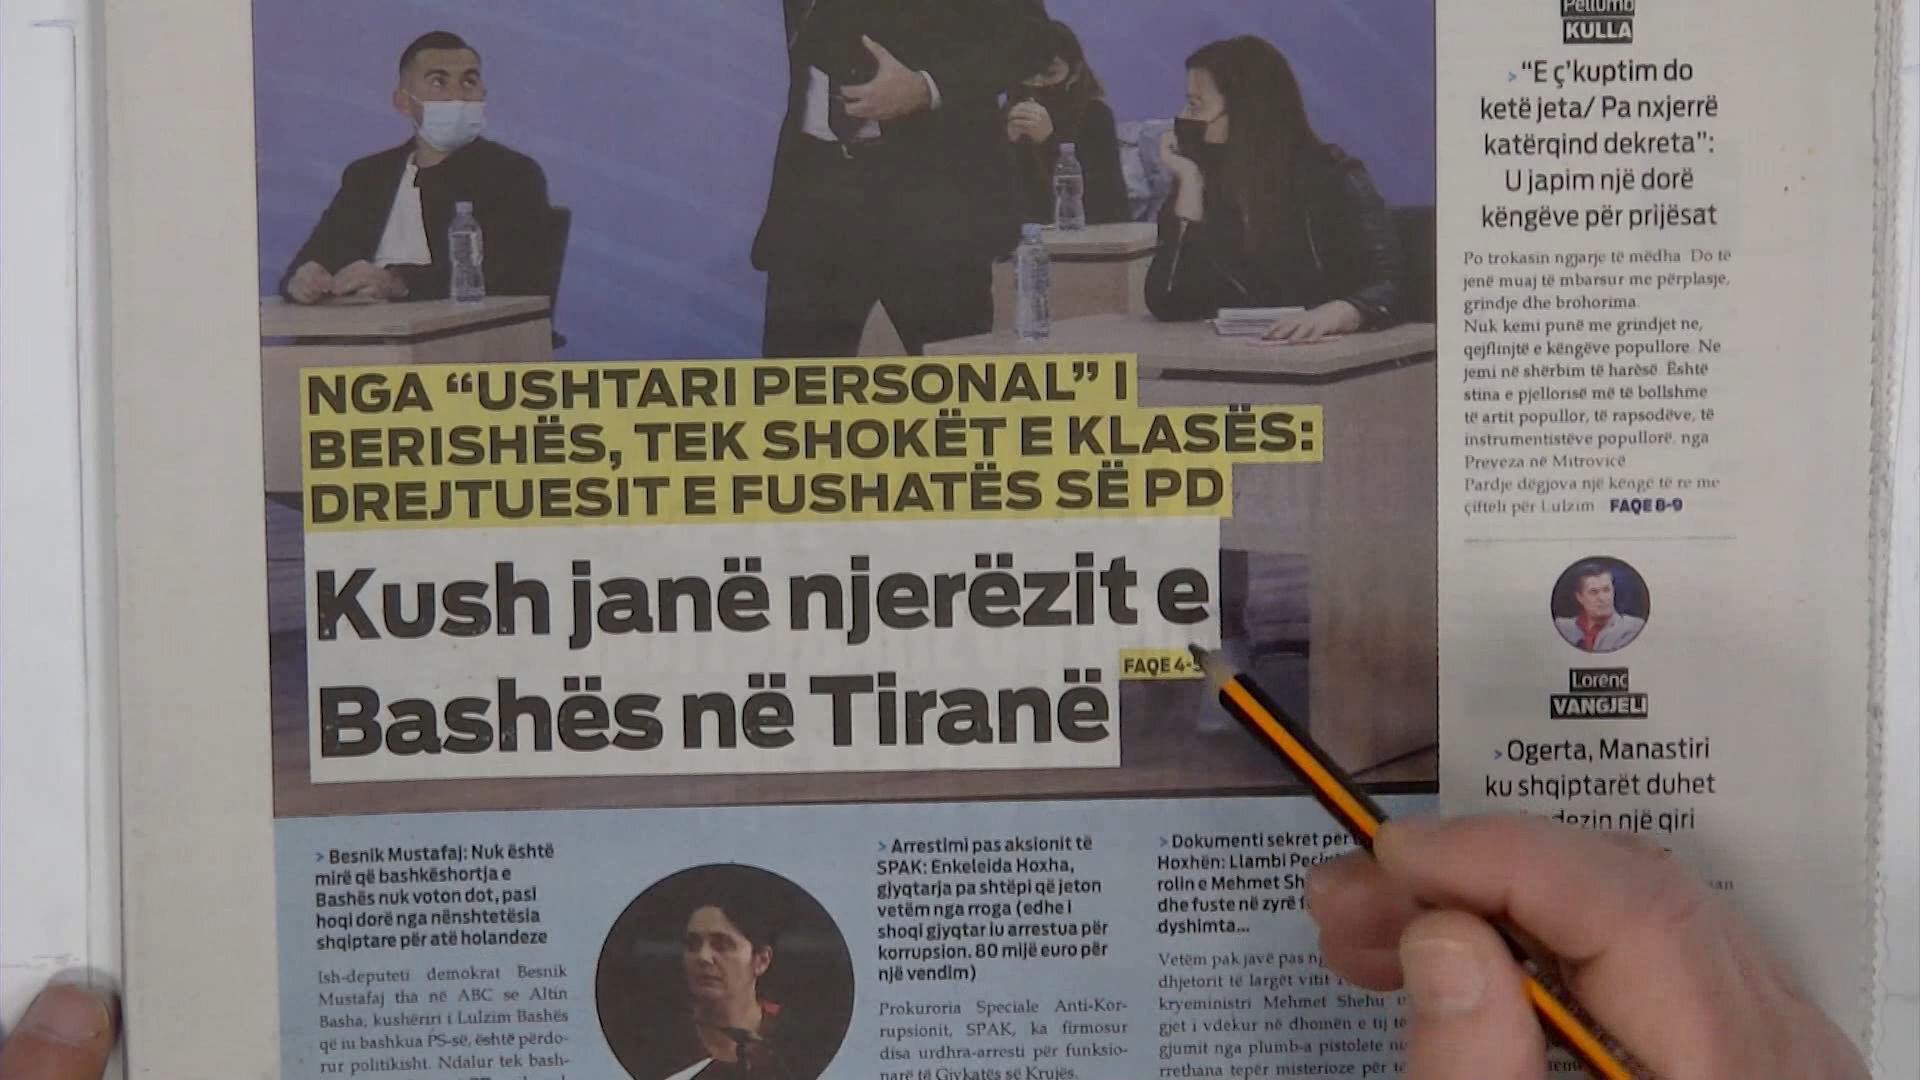 NGA “USHTARI PERSONAL” I
BERISHËS, TEK SHOKËT E KLASËS:
DREJTUESIT E FUSHATËS SË PD
Kush janë njerëzit e
Bashës në Tiranë
FAQE 4-5
> Besnik Mustafaj: Nuk është
mirë që bashkëshortja e
Bashës nuk voton dot, pasi
hoqi dorë nga nënshtetësia
shqiptare për atë holandeze
Ish-deputeti demokrat Besnik
Mustafaj tha në ABC se Altin
Basha, kushëriri i Lulzim Bashës
që iu bashkua PS-së, është përdo-
rur politikisht. Ndalur tek bash-
> Arrestimi pas aksionit të
SPAK: Enkeleida Hoxha,
gjyqtarja pa shtëpi që jeton
vetëm nga rroga (edhe i
shoqi gjyqtar iu arrestua për
korrupsion. 80 mijë euro për
një vendim)
Prokuroria Speciale Anti-Kor-
rupsionit, SPAK, ka firmosur
disa urdhra-arresti për funksio-
narë të Gjykatës së Krujës.
> Dokumenti sekret për
Hoxhën: Llambi
rolin e Mehmet
dhe fuste në zyrë
dyshimta...
Vetëm pak javë pas
dhjetorit të largët vitit
kryeministri Mehmet Shehu u
gjet i vdekur në dhomën e tij të
gjumit nga plumb-a pistolete
rrethana tepër misterioze për të
Pëllumb
KULLA
> “E ç’kuptim do
ketë jeta/ Pa nxjerrë
katërqind dekreta”:
U japim një dorë
këngëve për prijësat
Po trokasin ngjarje të mëdha. Do të
jenë muaj të mbarsur me përplasje,
grindje dhe brohorima.
Nuk kemi punë me grindjet ne,
qejflinjtë e këngëve popullore. Ne
jemi në shërbim të harësë. Është
stina e pjellorisë më të bollshme
të artit popullor, të rapsodëve, të
instrumentistëve popullorë, nga
Preveza në Mitrovicë
Pardje dëgjova një këngë të re me
çifteli për Lulzim FAQE 8-9
Lorenc
VANGJELI
> Ogerta, Manastiri
ku shqiptarët duhet
një qiri